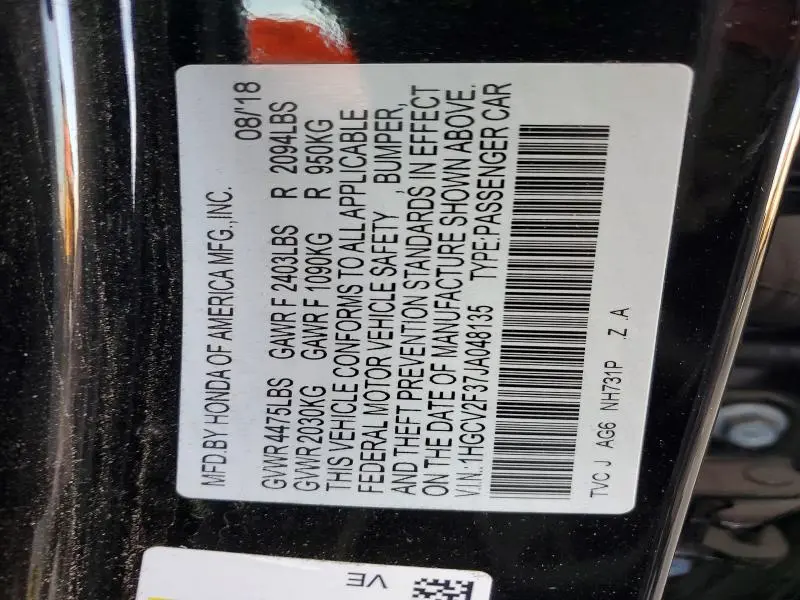 MFD.BY HONDA OF AMERICA MFG.,INC. 08/'18
GVWR 4475LBS GAWR F 2403LBS R 2094LBS
GVWR 2030KG GAWR F 1090KG R 950KG
THIS VEHICLE CONFORMS TO ALL APPLICABLE
FEDERAL MOTOR VEHICLE SAFETY , BUMPER,
AND THEFT PREVENTION STANDARDS IN EFFECT
ON THE DATE OF MANUFACTURE SHOWN ABOVE.
V.I.N.:1HGCV2F37JA048135 TYPE:PASSENGER CAR
TVC J AG6 NH731P .Z .A
VE